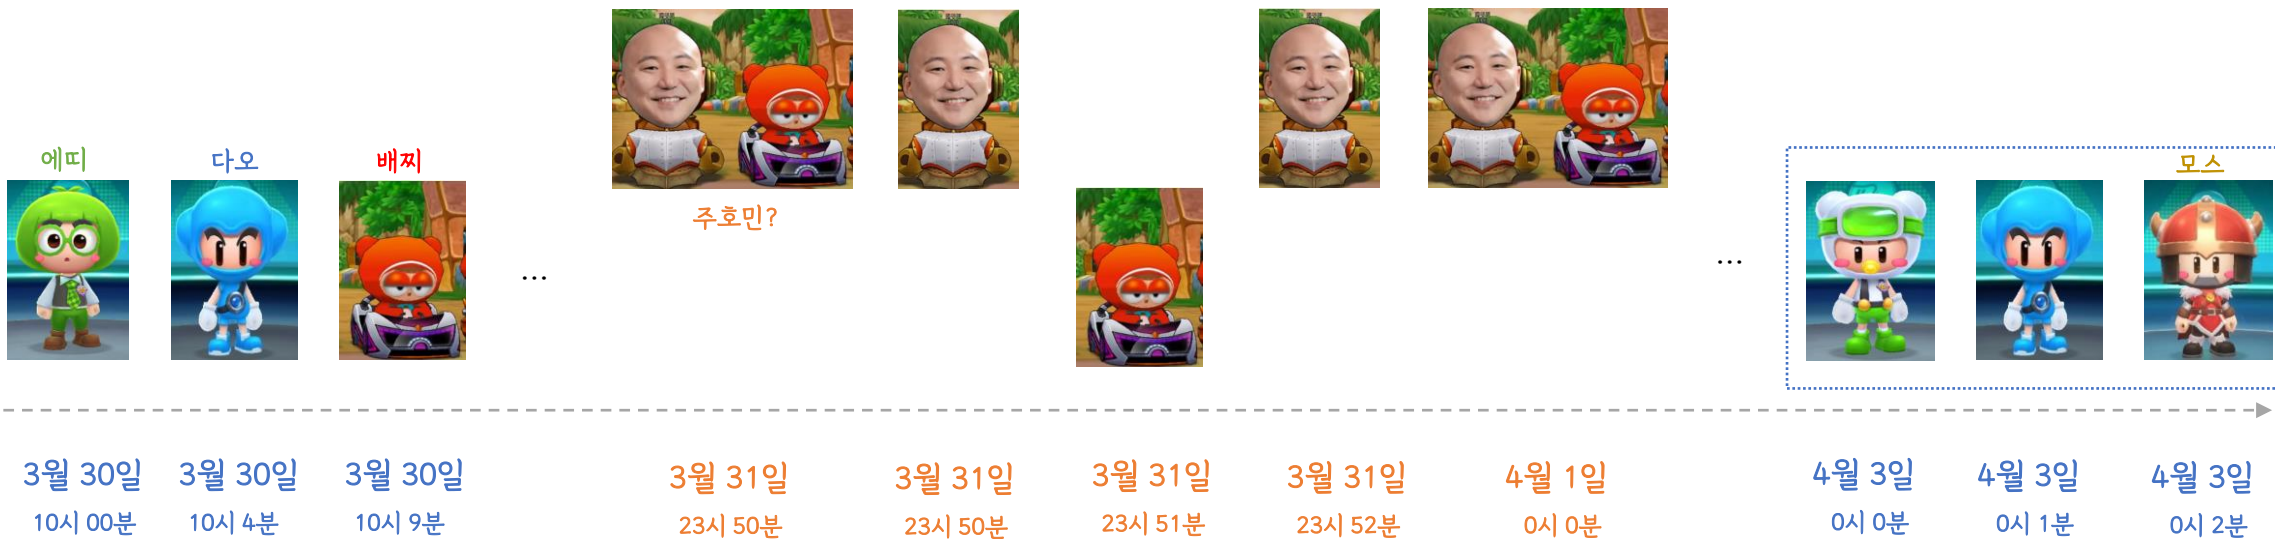 에띠
다오
배찌
주호민?
...
...
모스
3월 30일
10시 00분
3월 30일
10시 4분
3월 30일
10시 9분
3월 31일
23시 50분
3월 31일
23시 50분
3월 31일
23시 51분
3월 31일
23시 52분
4월 1일
0시 0분
4월 3일
0시 0분
4월 3일
0시 1분
4월 3일
0시 2분